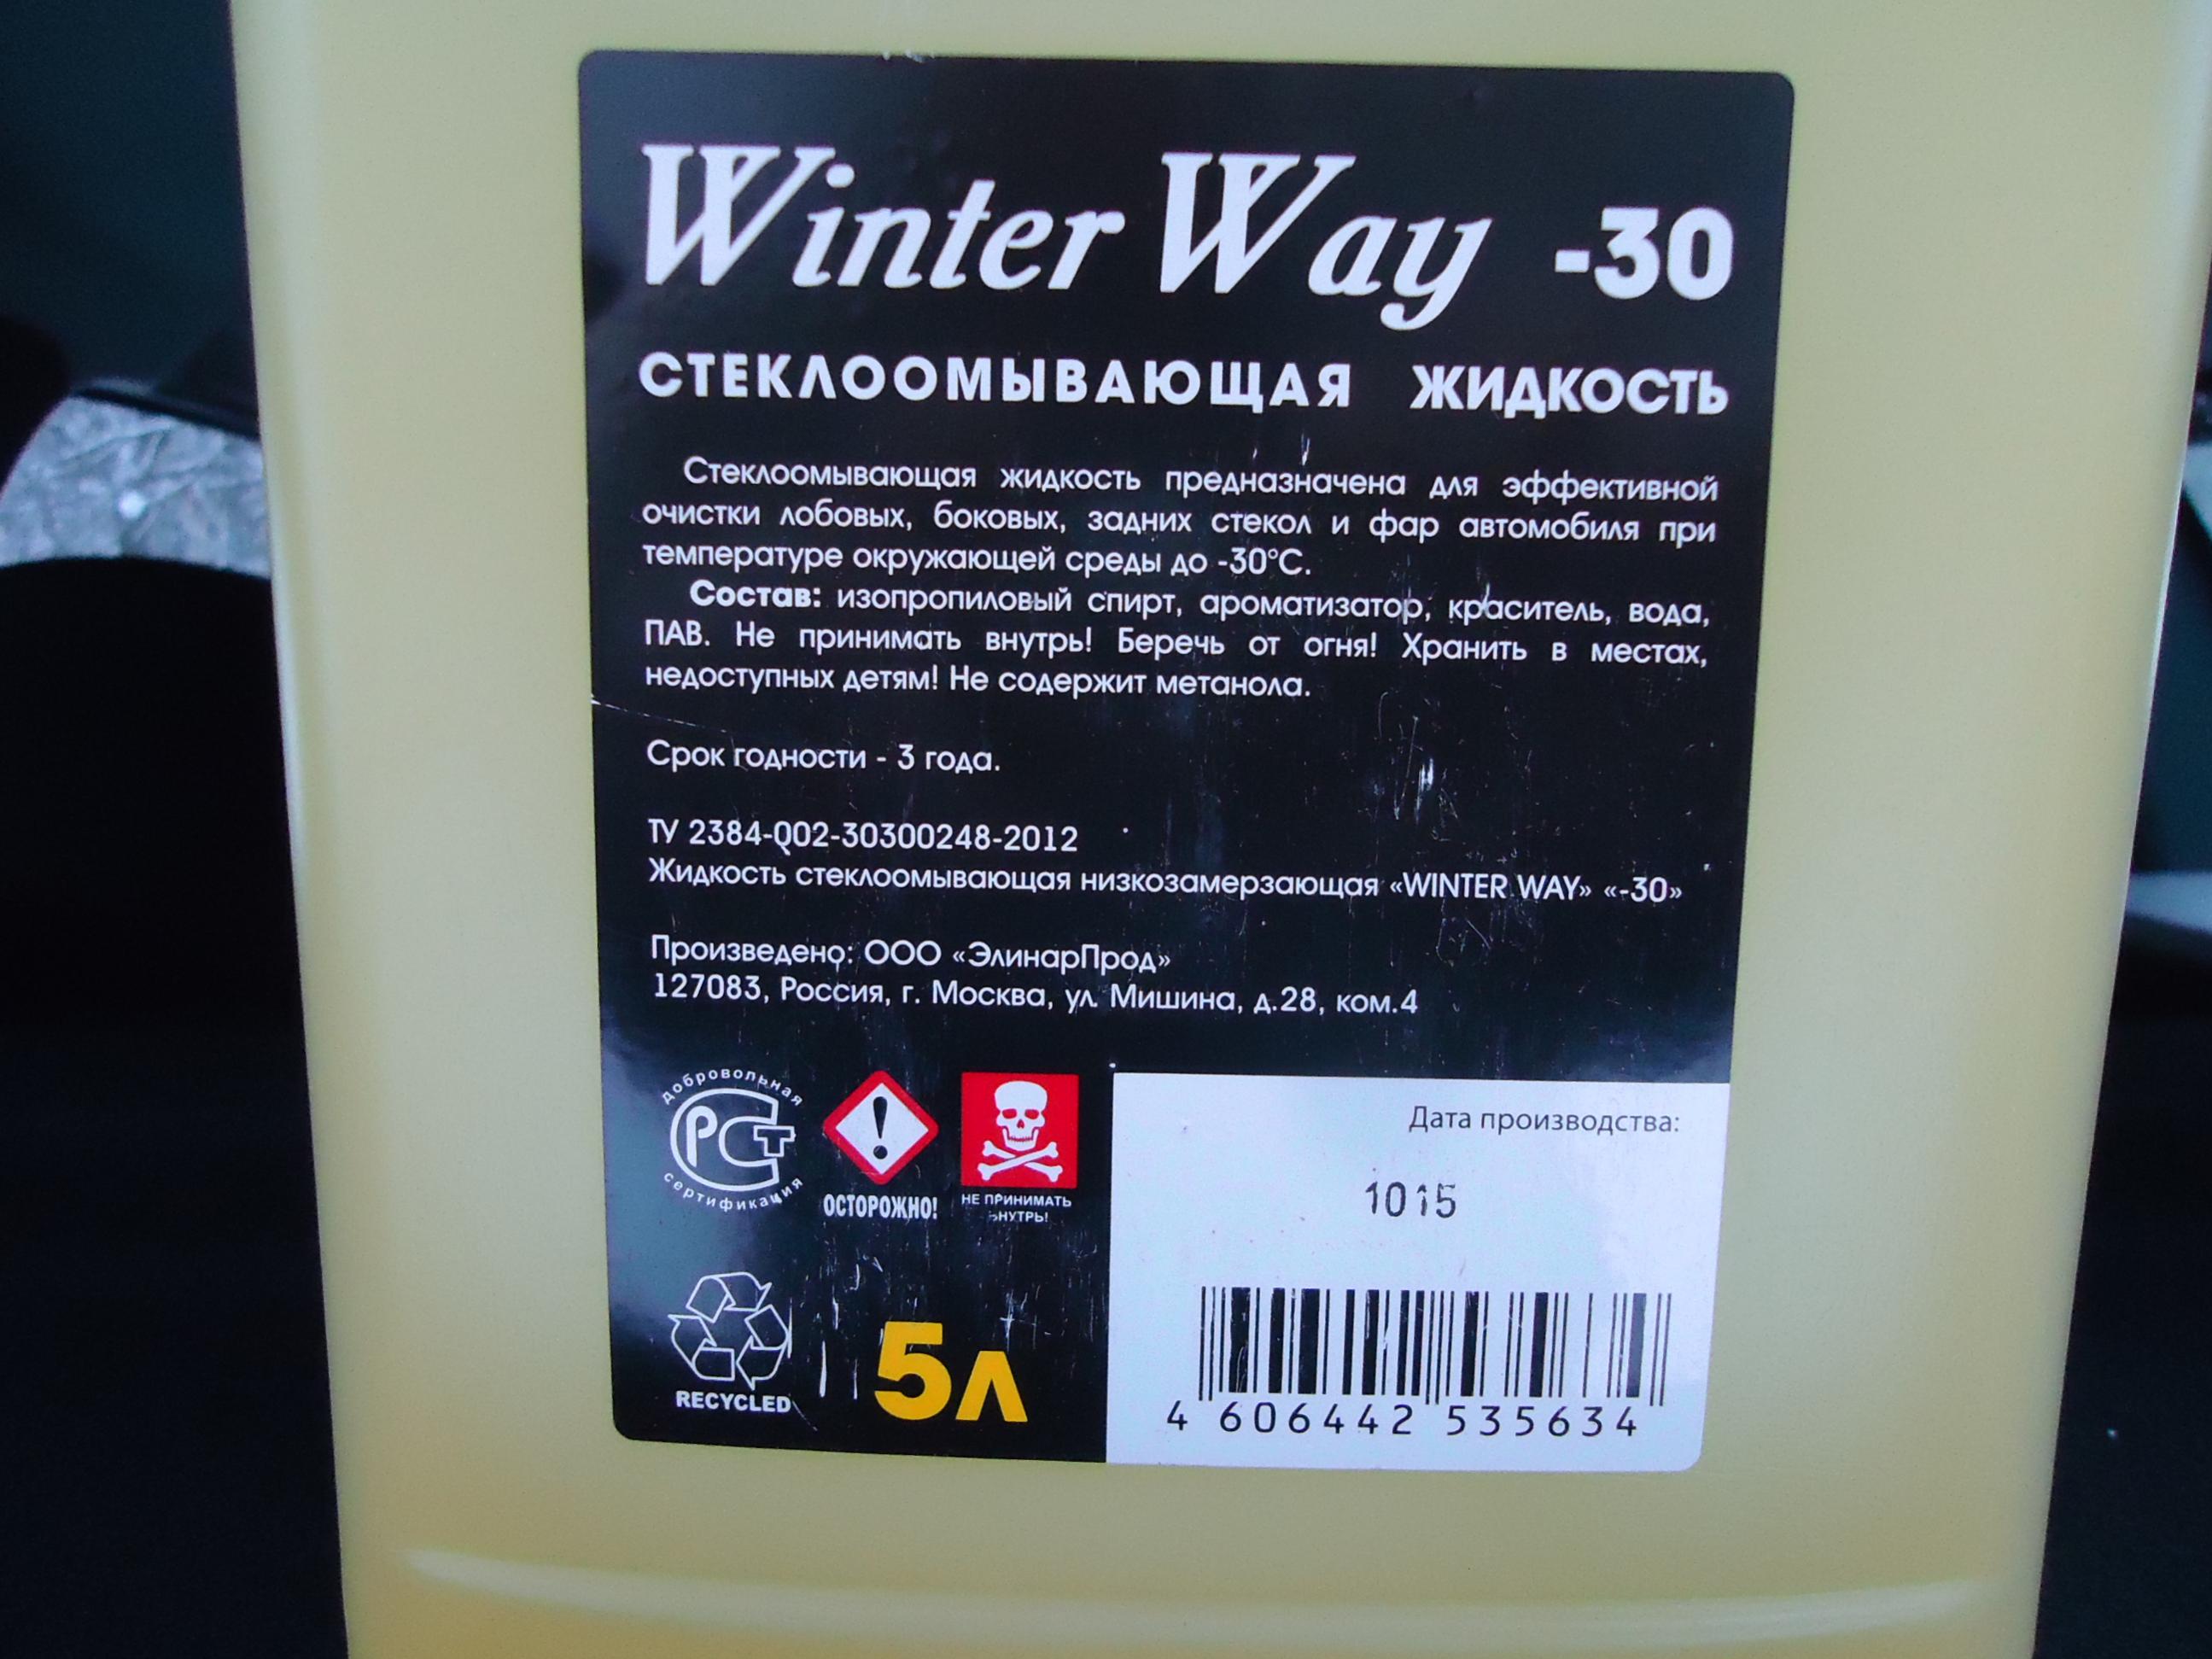 Winter Way -30
СТЕКЛООМЫВАЮЩАЯ ЖИДКОСТЬ
Стеклоомывающая жидкость предназначена для эффективной
очистки лобовых, боковых, задних стекол и фар автомобиля при
температуре окружающей среды до -30°С.
Состав: изопропиловый спирт, ароматизатор, краситель, вода,
ПАВ. Не принимать внутрь! Беречь от огня! Хранить в местах,
недоступных детям! Не содержит метанола.
Срок годности - 3 года.
ТУ 2384-002-30300248-2012
Жидкость стеклоомывающая низкозамерзающая «WINTER WAY» «-30»
Произведено: ООО «ЭлинарПрод»
127083, Россия, г. Москва, ул. Мишина, д.28, ком.4
добровольная
РСТ
сертификация
ОСТОРОЖНО!
НЕ ПРИНИМАТЬ
ВНУТРЬ!
Дата производства:
1015
RECYCLED
5л
4 606442 535634